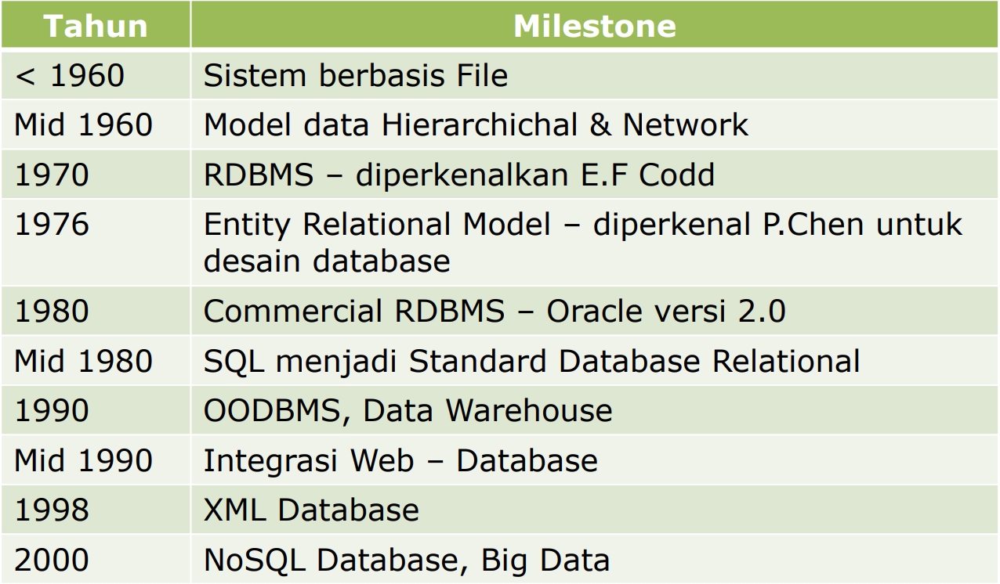 Tahun Milestone
< 1960 Sistem berbasis File
Mid 1960 Model data Hierarchichal & Network
1970 RDBMS – diperkenalkan E.F Codd
1976 Entity Relational Model – diperkenal P.Chen untuk
desain database
1980 Commercial RDBMS – Oracle versi 2.0
Mid 1980 SQL menjadi Standard Database Relational
1990 OODBMS, Data Warehouse
Mid 1990 Integrasi Web – Database
1998 XML Database
2000 NoSQL Database, Big Data